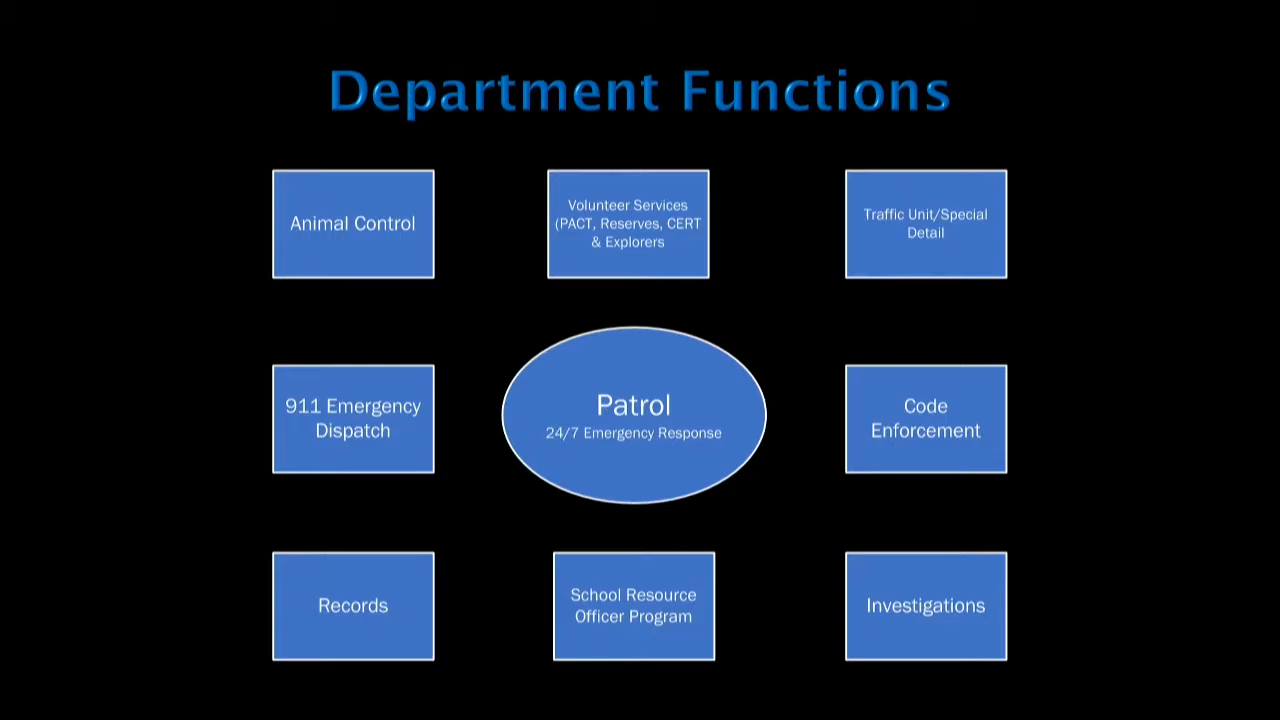 Department Functions
Animal Control
Volunteer Services
(PACT, Reserves, CERT
& Explorers
Traffic Unit/Special
Detail
911 Emergency
Dispatch
Patrol
24/7 Emergency Response
Code
Enforcement
Records
School Resource
Officer Program
Investigations